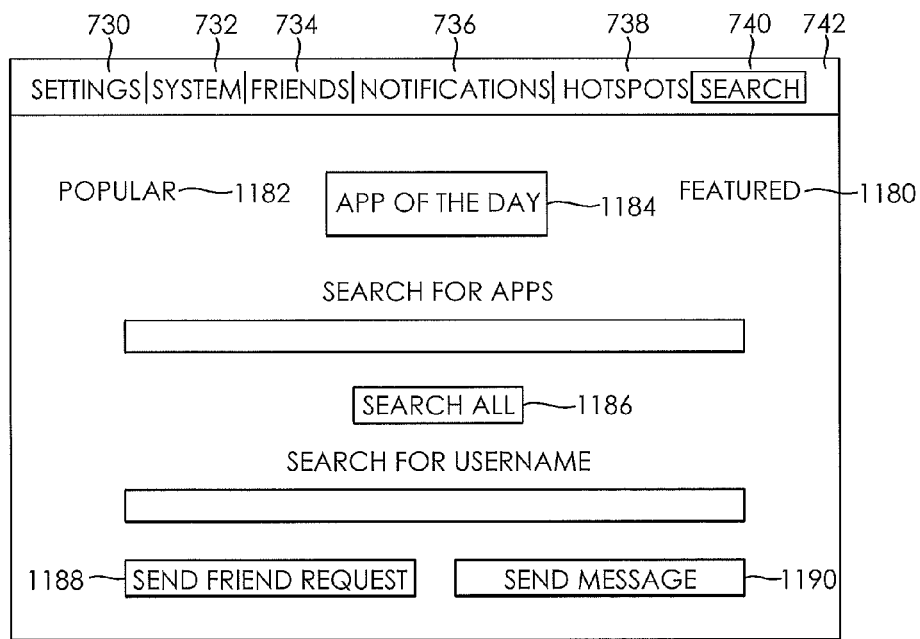 730 732 734 736 738 740 742
SETTINGS|SYSTEM|FRIENDS|NOTIFICATIONS| HOTSPOTS SEARCH
POPULAR 1182 APP OF THE DAY 1184 FEATURED 1180
SEARCH FOR APPS
SEARCH ALL 1186
SEARCH FOR USERNAME
1188 SEND FRIEND REQUEST SEND MESSAGE 1190